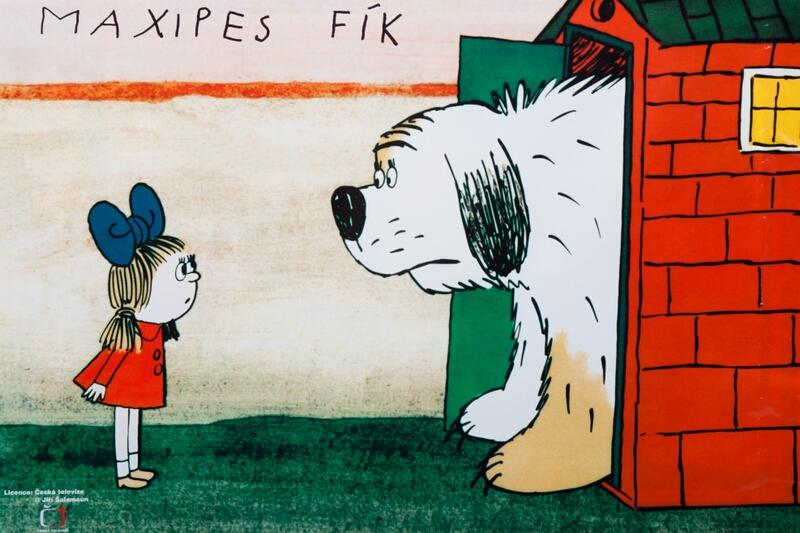 MAXIPES FÍK
Licence: Česká televize
© Jiří Šalamoun